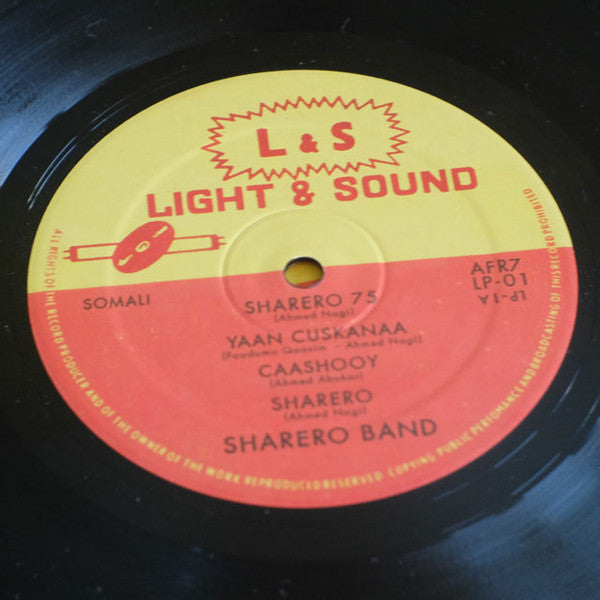 L & S
LIGHT & SOUND
SOMALI
AFR7
LP-01
LP-1A
SHARERO 75
(Ahmed Nagi)
YAAN CUSKANAA
(Faaduma Qaasim - Ahmed Nagi)
CAASHOOY
(Ahmed Abukar)
SHARERO
(Ahmed Nagi)
SHARERO BAND
ALL RIGHTS OF THE RECORD PRODUCER AND OF THE OWNER OF THE WORK REPRODUCED RESERVED COPYING PUBLIC PERFOMANCE AND BROADCASTING OF THIS RECORD PROHIBITED